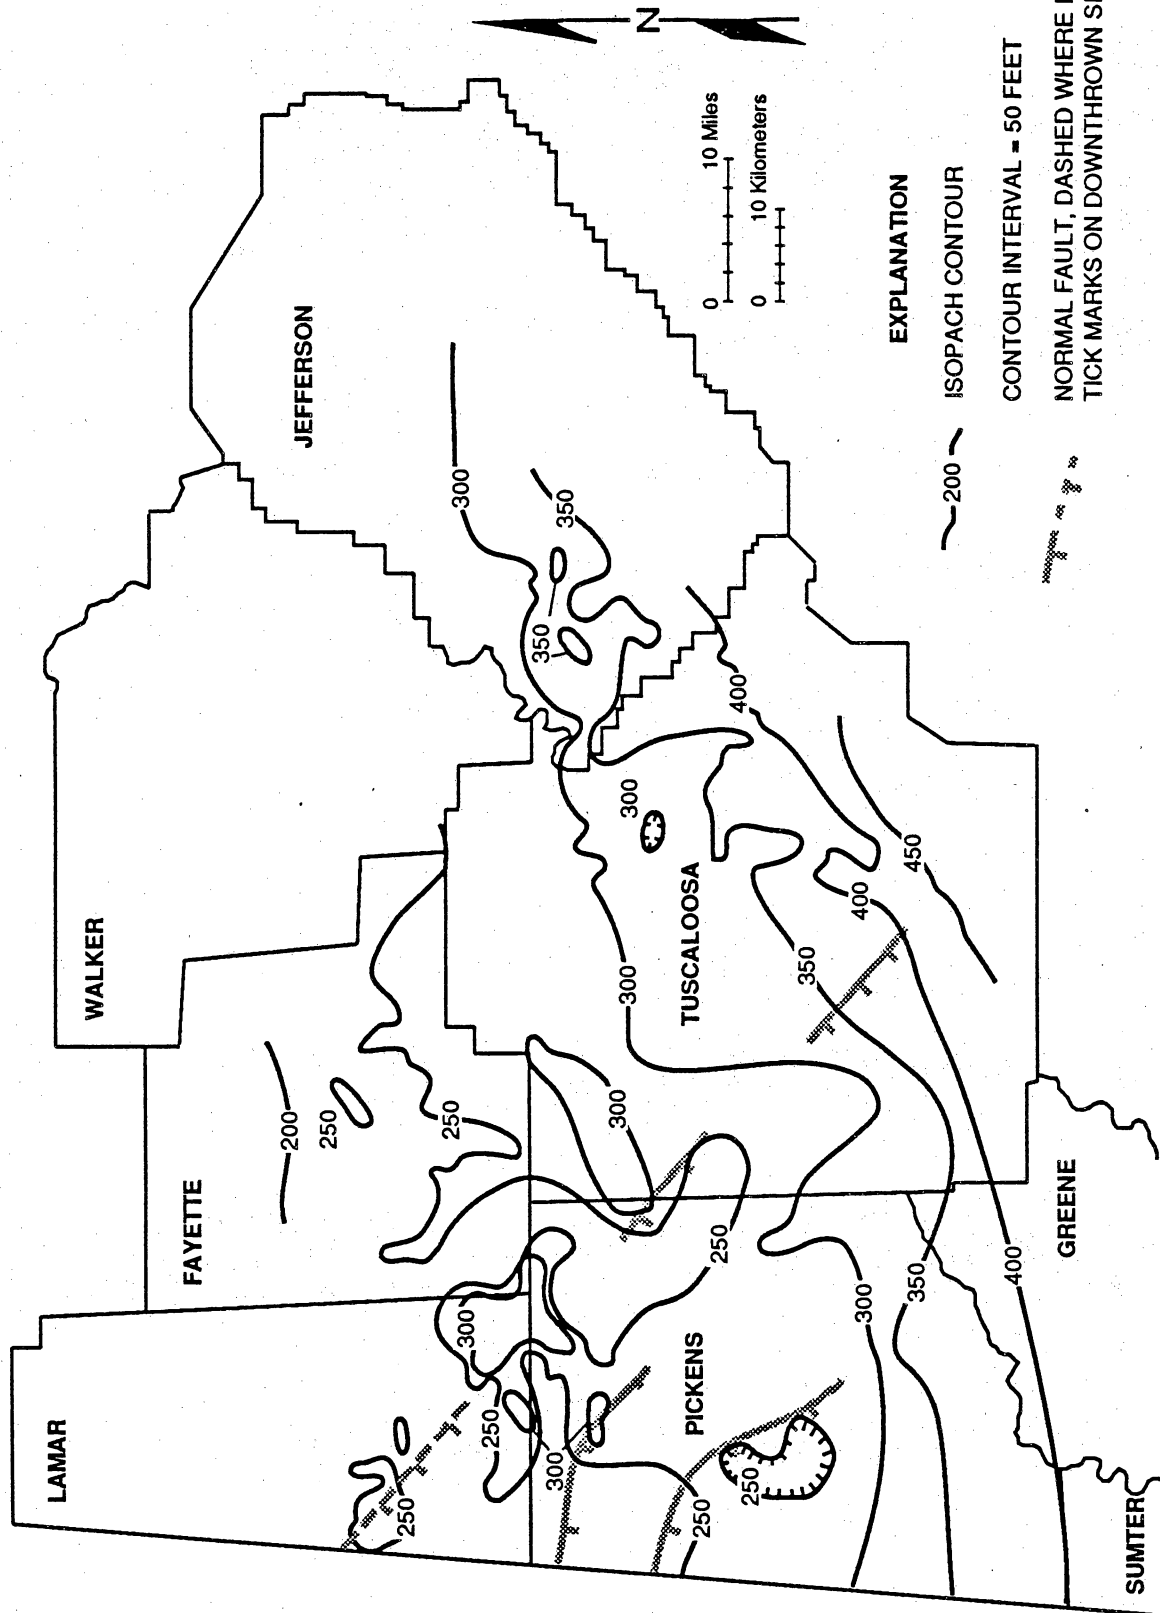 LAMAR
FAYETTE
WALKER
JEFFERSON
PICKENS
TUSCALOOSA
GREENE
SUMTER
200
250
250
250
250
300
300
300
250
250
250
300
350
400
300
300
350
400
450
400
300
350
350
300
N
0 10 Miles
0 10 Kilometers
EXPLANATION
200 ISOPACH CONTOUR
CONTOUR INTERVAL = 50 FEET
NORMAL FAULT, DASHED WHERE
TICK MARKS ON DOWNTHROWN